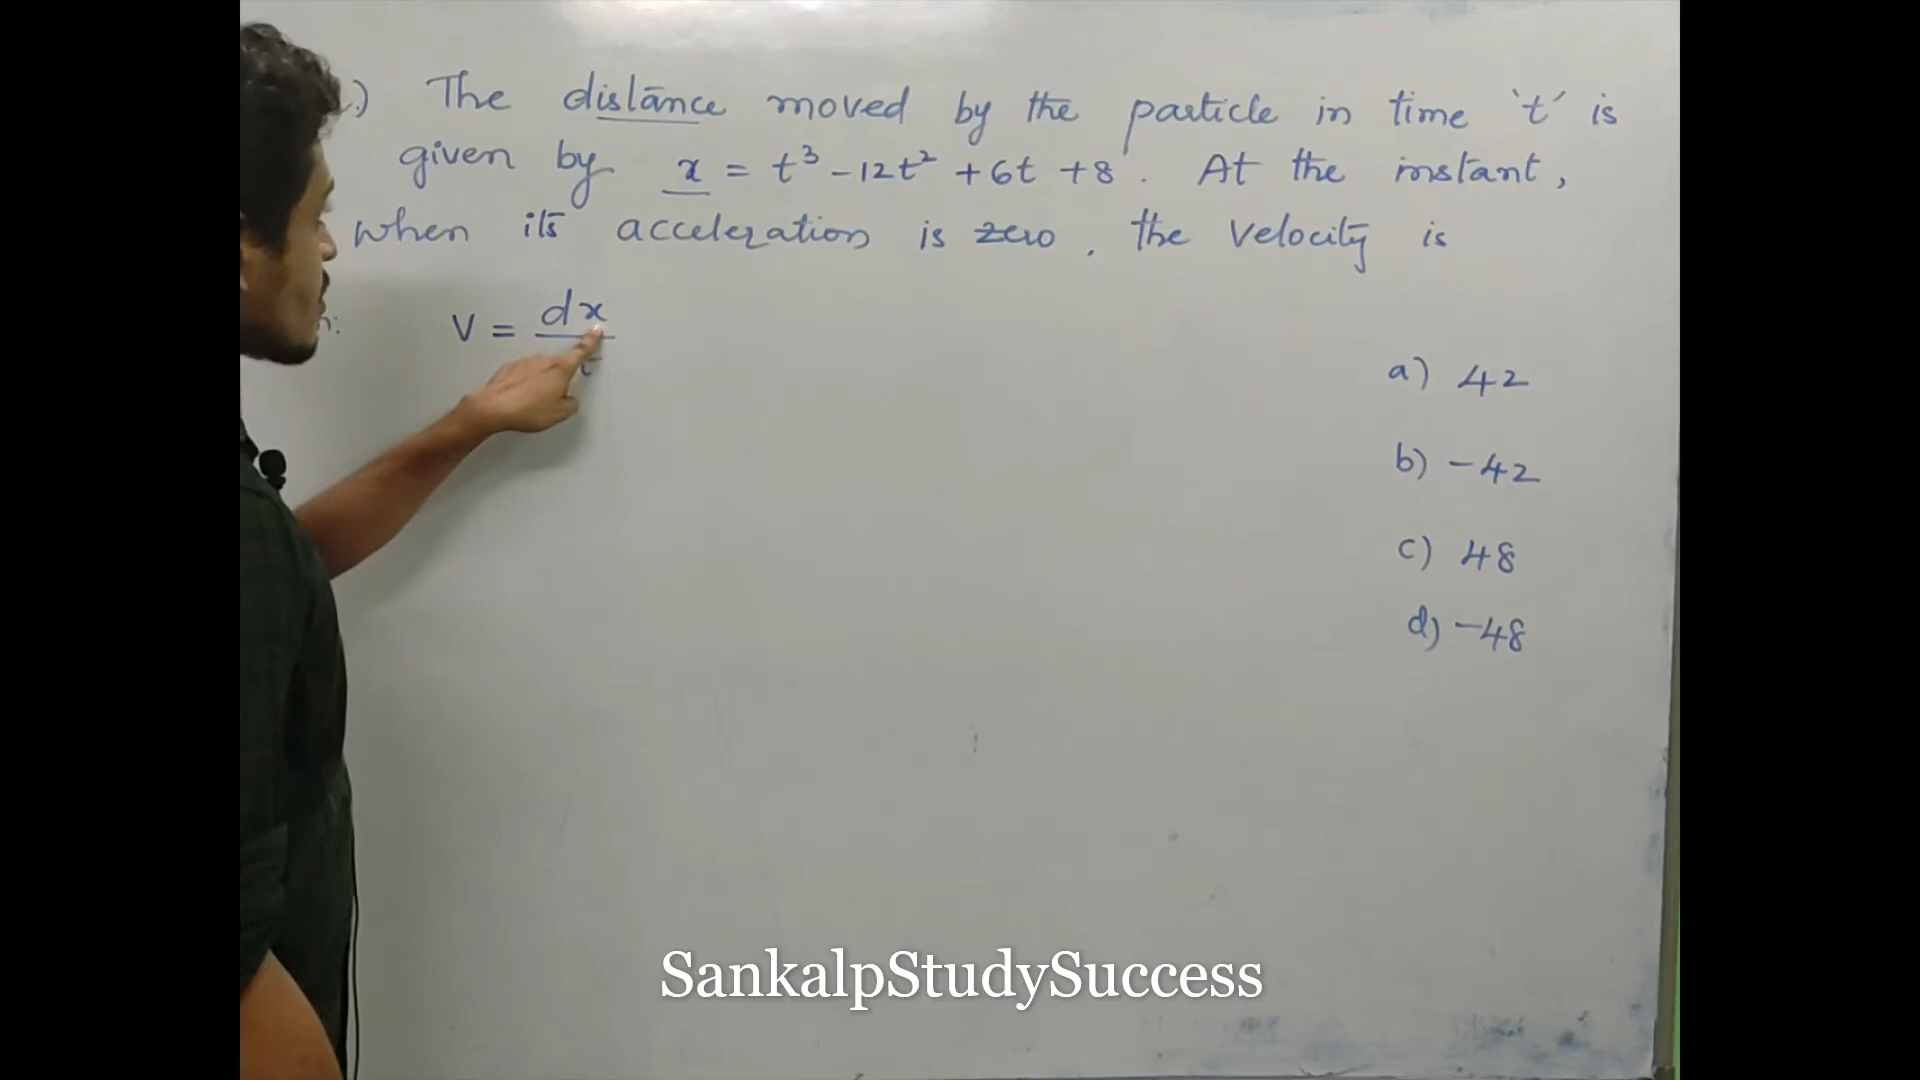 .) The distance moved by the particle in time 't' is
given by x = t³ - 12t² + 6t + 8. At the instant,
when its acceleration is zero, the velocity is
V = dx
a) 42
b) -42
c) 48
d) -48
SankalpStudySuccess